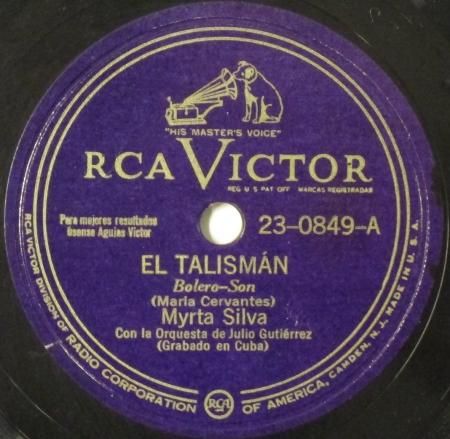 "HIS MASTER'S VOICE"
RCA VICTOR
REG U S PAT OFF MARCAS REGISTRADAS
Para mejores resultados
úsense Agujas Victor
23-0849-A
EL TALISMÁN
Bolero-Son
(Maria Cervantes)
Myrta Silva
Con la Orquesta de Julio Gutiérrez
(Grabado en Cuba)
RCA VICTOR DIVISION OF RADIO CORPORATION RCA OF AMERICA, CAMDEN, N.J. MADE IN U.S.A.